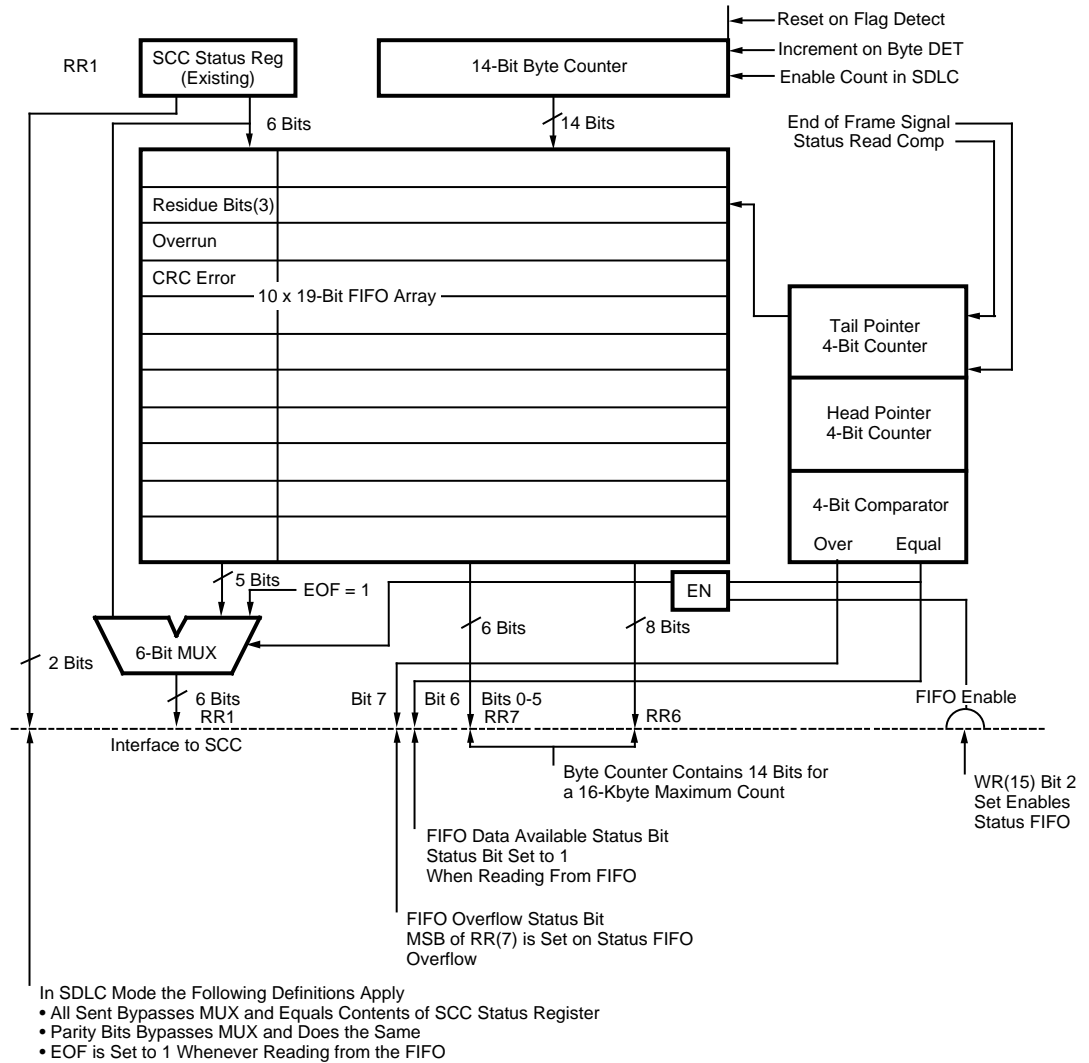 Reset on Flag Detect
RR1
SCC Status Reg
(Existing)
14-Bit Byte Counter
Increment on Byte DET
Enable Count in SDLC
6 Bits
14 Bits
End of Frame Signal
Status Read Comp
Residue Bits(3)
Overrun
CRC Error
10 x 19-Bit FIFO Array
Tail Pointer
4-Bit Counter
Head Pointer
4-Bit Counter
4-Bit Comparator
Over Equal
5 Bits
EOF = 1
EN
6-Bit MUX
2 Bits
6 Bits
8 Bits
6 Bits
RR1
Bit 7
Bit 6
Bits 0-5
RR7
RR6
FIFO Enable
Interface to SCC
Byte Counter Contains 14 Bits for
a 16-Kbyte Maximum Count
WR(15) Bit 2
Set Enables
Status FIFO
FIFO Data Available Status Bit
Status Bit Set to 1
When Reading From FIFO
FIFO Overflow Status Bit
MSB of RR(7) is Set on Status FIFO
Overflow
In SDLC Mode the Following Definitions Apply
• All Sent Bypasses MUX and Equals Contents of SCC Status Register
• Parity Bits Bypasses MUX and Does the Same
• EOF is Set to 1 Whenever Reading from the FIFO